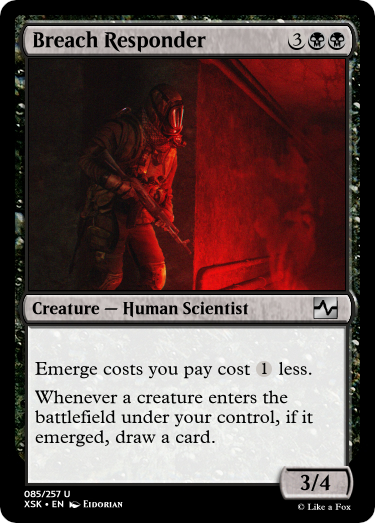 Breach Responder 3
Creature — Human Scientist
Emerge costs you pay cost 1 less.
Whenever a creature enters the
battlefield under your control, if it
emerged, draw a card.
3/4
085/257 U
XSK • EN Eidorian
© Like a Fox